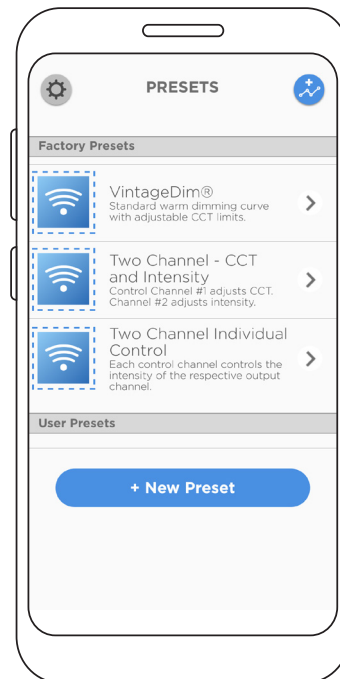 PRESETS
Factory Presets
VintageDim®
Standard warm dimming curve
with adjustable CCT limits.
Two Channel - CCT
and Intensity
Control Channel #1 adjusts CCT.
Channel #2 adjusts intensity.
Two Channel Individual
Control
Each control channel controls the
intensity of the respective output
channel.
User Presets
+ New Preset